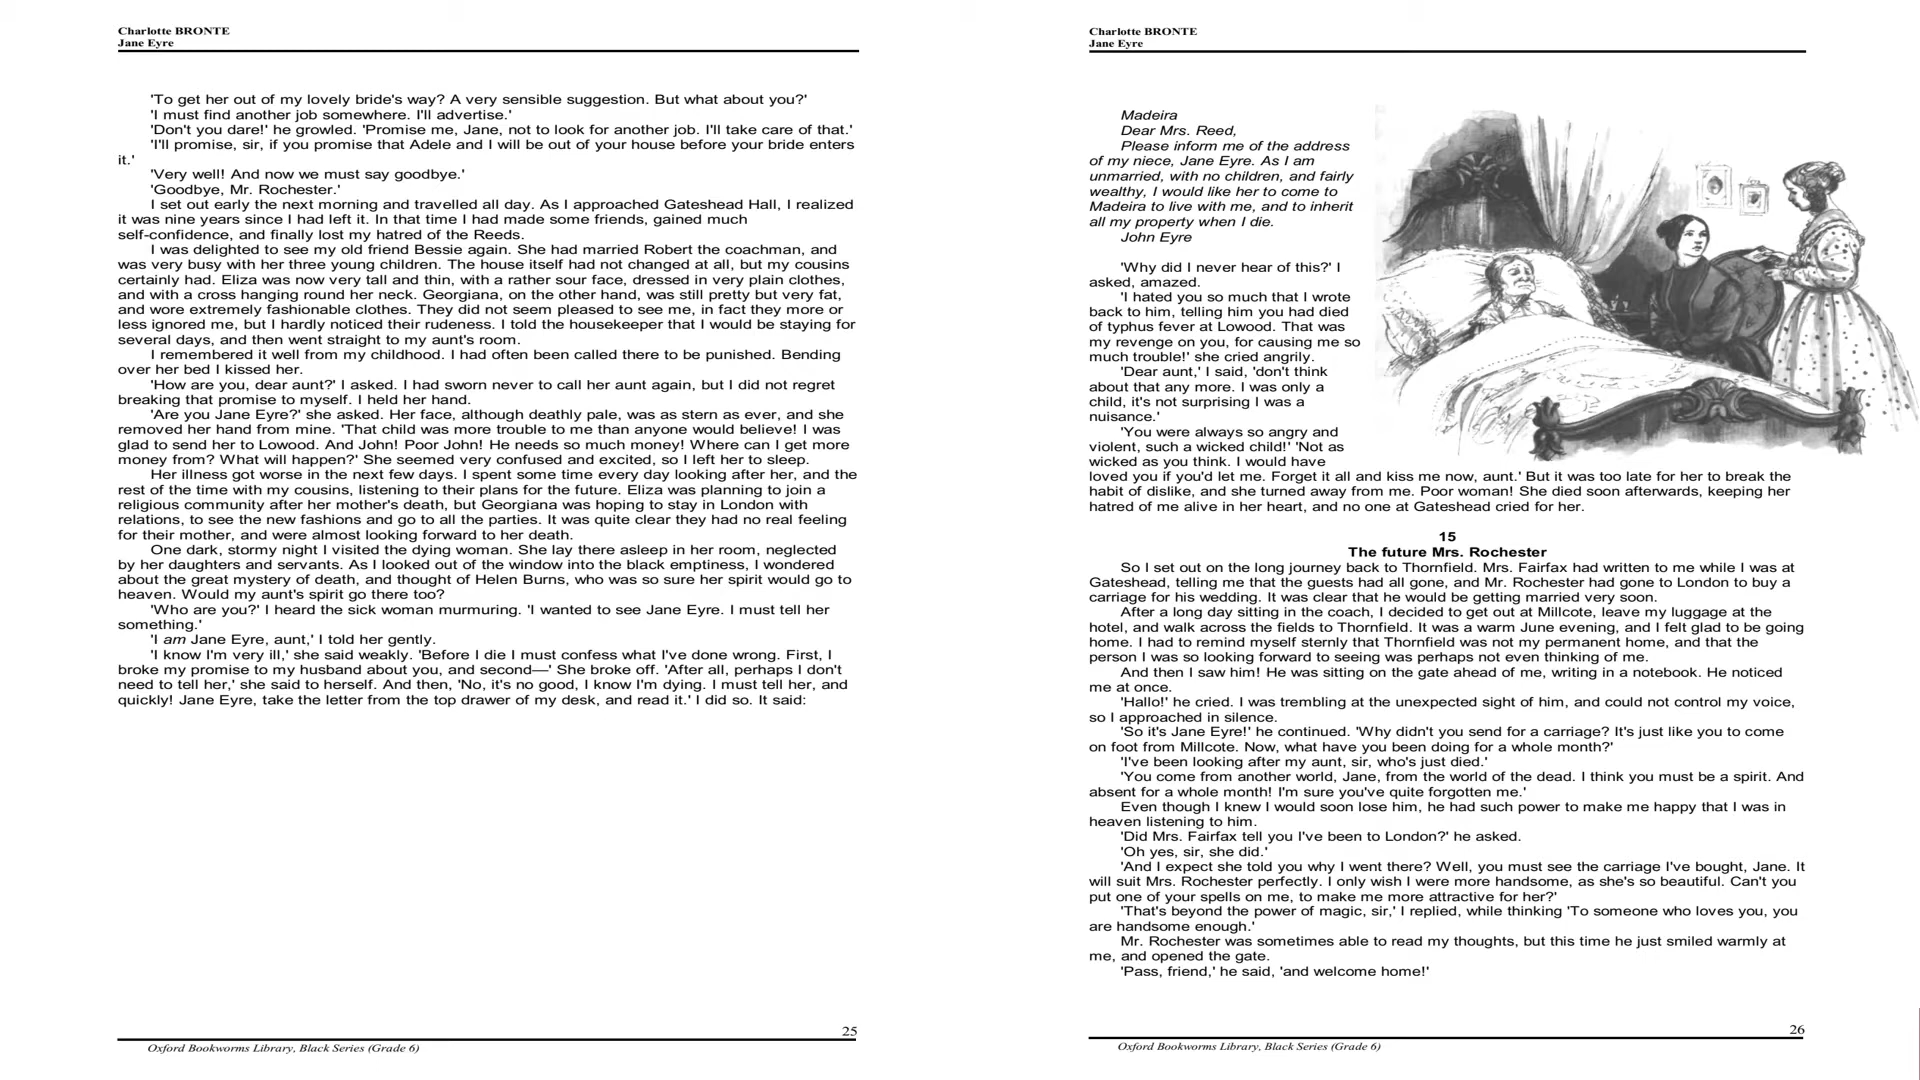 Charlotte BRONTE
Jane Eyre
'To get her out of my lovely bride's way? A very sensible suggestion. But what about you?'
'I must find another job somewhere. I'll advertise.'
'Don't you dare!' he growled. 'Promise me, Jane, not to look for another job. I'll take care of that.'
'I'll promise, sir, if you promise that Adele and I will be out of your house before your bride enters
it.'
'Very well! And now we must say goodbye.'
'Goodbye, Mr. Rochester.'
I set out early the next morning and travelled all day. As I approached Gateshead Hall, I realized
it was nine years since I had left it. In that time I had made some friends, gained much
self-confidence, and finally lost my hatred of the Reeds.
I was delighted to see my old friend Bessie again. She had married Robert the coachman, and
was very busy with her three young children. The house itself had not changed at all, but my cousins
certainly had. Eliza was now very tall and thin, with a rather sour face, dressed in very plain clothes,
and with a cross hanging round her neck. Georgiana, on the other hand, was still pretty but very fat,
and wore extremely fashionable clothes. They did not seem pleased to see me, in fact they more or
less ignored me, but I hardly noticed their rudeness. I told the housekeeper that I would be staying for
several days, and then went straight to my aunt's room.
I remembered it well from my childhood. I had often been called there to be punished. Bending
over her bed I kissed her.
'How are you, dear aunt?' I asked. I had sworn never to call her aunt again, but I did not regret
breaking that promise to myself. I held her hand.
'Are you Jane Eyre?' she asked. Her face, although deathly pale, was as stern as ever, and she
removed her hand from mine. 'That child was more trouble to me than anyone would believe! I was
glad to send her to Lowood. And John! Poor John! He needs so much money! Where can I get more
money from? What will happen?' She seemed very confused and excited, so I left her to sleep.
Her illness got worse in the next few days. I spent some time every day looking after her, and the
rest of the time with my cousins, listening to their plans for the future. Eliza was planning to join a
religious community after her mother's death, but Georgiana was hoping to stay in London with
relations, to see the new fashions and go to all the parties. It was quite clear they had no real feeling
for their mother, and were almost looking forward to her death.
One dark, stormy night I visited the dying woman. She lay there asleep in her room, neglected
by her daughters and servants. As I looked out of the window into the black emptiness, I wondered
about the great mystery of death, and thought of Helen Burns, who was so sure her spirit would go to
heaven. Would my aunt's spirit go there too?
'Who are you?' I heard the sick woman murmuring. 'I wanted to see Jane Eyre. I must tell her
something.'
'I am Jane Eyre, aunt,' I told her gently.
'I know I'm very ill,' she said weakly. 'Before I die I must confess what I've done wrong. First, I
broke my promise to my husband about you, and second—' She broke off. 'After all, perhaps I don't
need to tell her,' she said to herself. And then, 'No, it's no good, I know I'm dying. I must tell her, and
quickly! Jane Eyre, take the letter from the top drawer of my desk, and read it.' I did so. It said:
25
Oxford Bookworms Library, Black Series (Grade 6)
Charlotte BRONTE
Jane Eyre
Madeira
Dear Mrs. Reed,
Please inform me of the address
of my niece, Jane Eyre. As I am
unmarried, with no children, and fairly
wealthy, I would like her to come to
Madeira to live with me, and to inherit
all my property when I die.
John Eyre
'Why did I never hear of this?' I
asked, amazed.
'I hated you so much that I wrote
back to him, telling him you had died
of typhus fever at Lowood. That was
my revenge on you, for causing me so
much trouble!' she cried angrily.
'Dear aunt,' I said, 'don't think
about that any more. I was only a
child, it's not surprising I was a
nuisance.'
'You were always so angry and
violent, such a wicked child!' 'Not as
wicked as you think. I would have
loved you if you'd let me. Forget it all and kiss me now, aunt.' But it was too late for her to break the
habit of dislike, and she turned away from me. Poor woman! She died soon afterwards, keeping her
hatred of me alive in her heart, and no one at Gateshead cried for her.
15
The future Mrs. Rochester
So I set out on the long journey back to Thornfield. Mrs. Fairfax had written to me while I was at
Gateshead, telling me that the guests had all gone, and Mr. Rochester had gone to London to buy a
carriage for his wedding. It was clear that he would be getting married very soon.
After a long day sitting in the coach, I decided to get out at Millcote, leave my luggage at the
hotel, and walk across the fields to Thornfield. It was a warm June evening, and I felt glad to be going
home. I had to remind myself sternly that Thornfield was not my permanent home, and that the
person I was so looking forward to seeing was perhaps not even thinking of me.
And then I saw him! He was sitting on the gate ahead of me, writing in a notebook. He noticed
me at once.
'Hallo!' he cried. I was trembling at the unexpected sight of him, and could not control my voice,
so I approached in silence.
'So it's Jane Eyre!' he continued. 'Why didn't you send for a carriage? It's just like you to come
on foot from Millcote. Now, what have you been doing for a whole month?'
'I've been looking after my aunt, sir, who's just died.'
'You come from another world, Jane, from the world of the dead. I think you must be a spirit. And
absent for a whole month! I'm sure you've quite forgotten me.'
Even though I knew I would soon lose him, he had such power to make me happy that I was in
heaven listening to him.
'Did Mrs. Fairfax tell you I've been to London?' he asked.
'Oh yes, sir, she did.'
'And I expect she told you why I went there? Well, you must see the carriage I've bought, Jane. It
will suit Mrs. Rochester perfectly. I only wish I were more handsome, as she's so beautiful. Can't you
put one of your spells on me, to make me more attractive for her?'
'That's beyond the power of magic, sir,' I replied, while thinking 'To someone who loves you, you
are handsome enough.'
Mr. Rochester was sometimes able to read my thoughts, but this time he just smiled warmly at
me, and opened the gate.
'Pass, friend,' he said, 'and welcome home!'
26
Oxford Bookworms Library, Black Series (Grade 6)